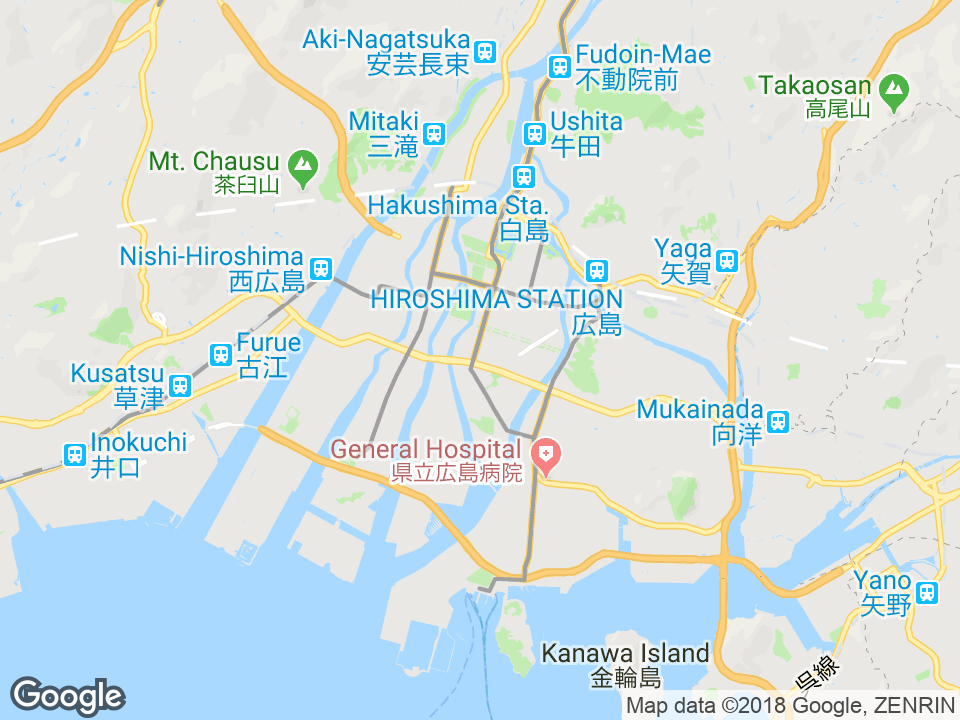 Aki-Nagatsuka
安芸長束
Fudoin-Mae
不動院前
Takaosan
高尾山
Mitaki
三滝
Ushita
牛田
Mt. Chausu
茶臼山
Hakushima Sta.
白島
Nishi-Hiroshima
西広島
Yaga
矢賀
HIROSHIMA STATION
広島
Furue
古江
Kusatsu
草津
Mukainada
向洋
Inokuchi
井口
General Hospital
県立広島病院
Yano
矢野
Kanawa Island
金輪島
呉線
Google
Map data ©2018 Google, ZENRIN